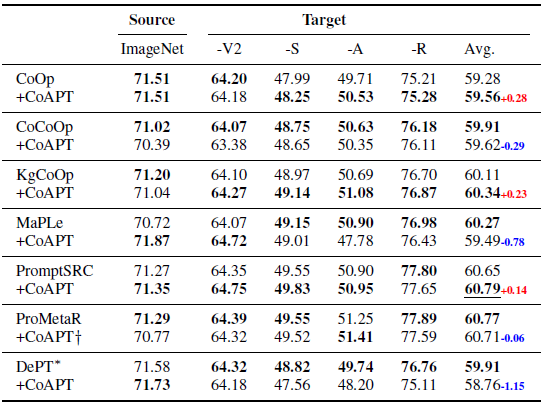 Source Target
ImageNet -V2 -S -A -R Avg.
CoOp 71.51 64.20 47.99 49.71 75.21 59.28
+CoAPT 71.51 64.18 48.25 50.53 75.28 59.56+0.28
CoCoOp 71.02 64.07 48.75 50.63 76.18 59.91
+CoAPT 70.39 63.38 48.65 50.35 76.11 59.62-0.29
KgCoOp 71.20 64.10 48.97 50.69 76.70 60.11
+CoAPT 71.04 64.27 49.14 51.08 76.87 60.34+0.23
MaPLe 70.72 64.07 49.15 50.90 76.98 60.27
+CoAPT 71.87 64.72 49.01 47.78 76.43 59.49-0.78
PromptSRC 71.27 64.35 49.55 50.90 77.80 60.65
+CoAPT 71.35 64.75 49.83 50.95 77.65 60.79+0.14
ProMetaR 71.29 64.39 49.55 51.25 77.89 60.77
+CoAPT† 70.77 64.32 49.52 51.41 77.59 60.71-0.06
DePT* 71.58 64.32 48.82 49.74 76.76 59.91
+CoAPT 71.73 64.18 47.56 48.20 75.11 58.76-1.15